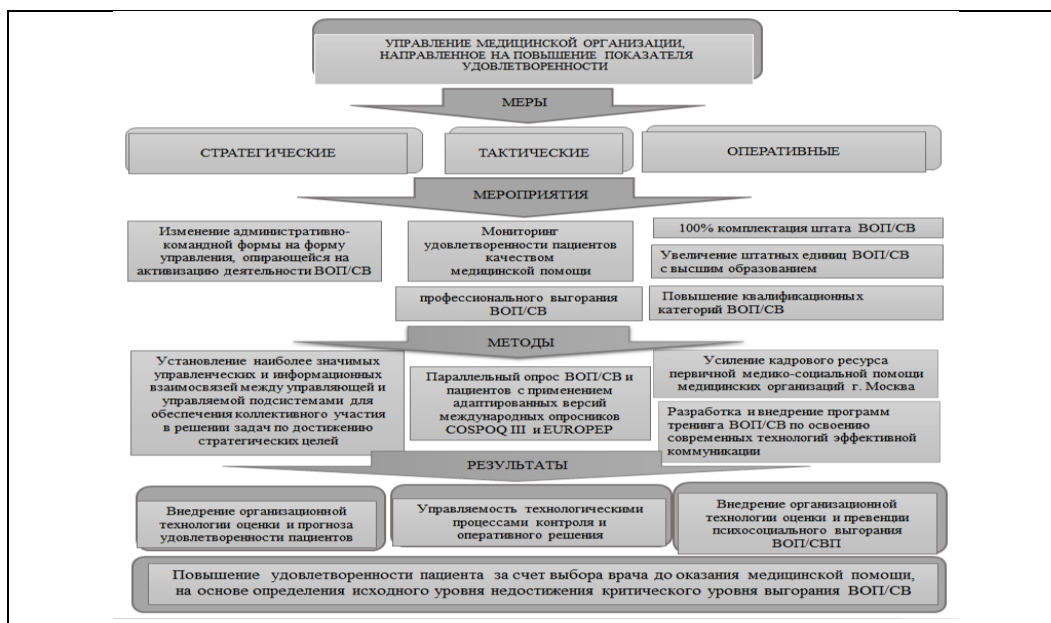 УПРАВЛЕНИЕ МЕДИЦИНСКОЙ ОРГАНИЗАЦИИ,
НАПРАВЛЕННОЕ НА ПОВЫШЕНИЕ ПОКАЗАТЕЛЯ
УДОВЛЕТВОРЕННОСТИ
МЕРЫ
СТРАТЕГИЧЕСКИЕ
ТАКТИЧЕСКИЕ
ОПЕРАТИВНЫЕ
МЕРОПРИЯТИЯ
Изменение административно-
командной формы на форму
управления, опирающейся на
активизацию деятельности ВОП/СВ
Мониторинг
удовлетворенности пациентов
качеством
медицинской помощи
профессионального выгорания
ВОП/СВ
100% комплектация штата ВОП/СВ
Увеличение штатных единиц ВОП/СВ
с высшим образованием
Повышение квалификационных
категорий ВОП/СВ
МЕТОДЫ
Установление наиболее значимых
управленческих и информационных
взаимосвязей между управляющей и
управляемой подсистемами для
обеспечения коллективного участия
в решении задач по достижению
стратегических целей
Параллельный опрос ВОП/СВ и
пациентов с применением
адаптированных версий
международных опросников
COSPOQ III и EUROPEP
Усиление кадрового ресурса
первичной медико-социальной помощи
медицинских организаций г. Москва
Разработка и внедрение программ
тренинга ВОП/СВ по освоению
современных технологий эффективной
коммуникации
РЕЗУЛЬТАТЫ
Внедрение организационной
технологии оценки и прогноза
удовлетворенности пациентов
Управляемость технологическими
процессами контроля и
оперативного решения
Внедрение организационной
технологии оценки и превенции
психосоциального выгорания
ВОП/СВП
Повышение удовлетворенности пациента за счет выбора врача до оказания медицинской помощи,
на основе определения исходного уровня недостижения критического уровня выгорания ВОП/СВ